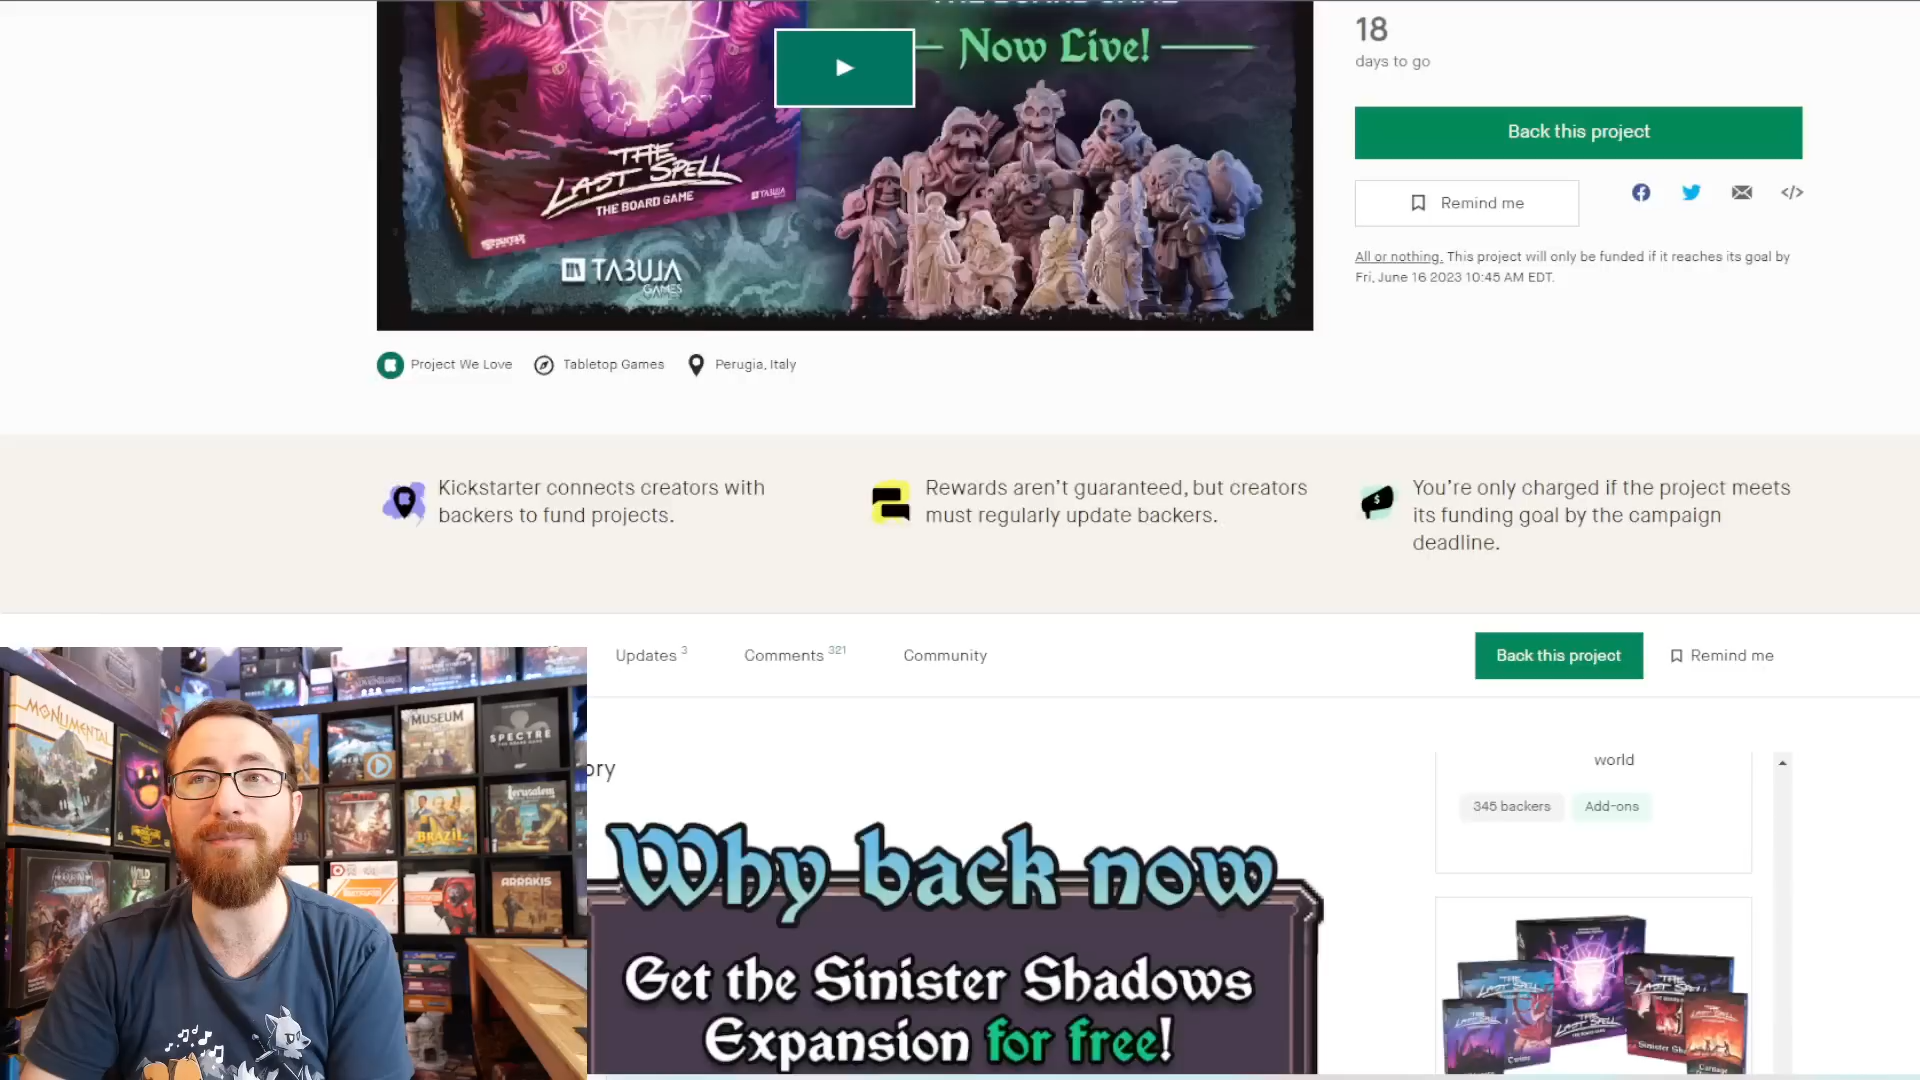 Now Live!
THE
LAST SPELL
THE BOARD GAME
TABULA
TABULA
GAMES
18
days to go
Back this project
Remind me
All or nothing. This project will only be funded if it reaches its goal by
Fri, June 16 2023 10:45 AM EDT.
Project We Love
Tabletop Games
Perugia, Italy
Kickstarter connects creators with
backers to fund projects.
Rewards aren't guaranteed, but creators
must regularly update backers.
You're only charged if the project meets
its funding goal by the campaign
deadline.
Updates 3
Comments 321
Community
Back this project
Remind me
ory
Why back now
Get the Sinister Shadows
Expansion for free!
world
345 backers
Add-ons
THE
LAST SPELL
MONUMENTAL
MUSEUM
SPECTRE
BRAZIL
Jerusalem
ARRAKIS